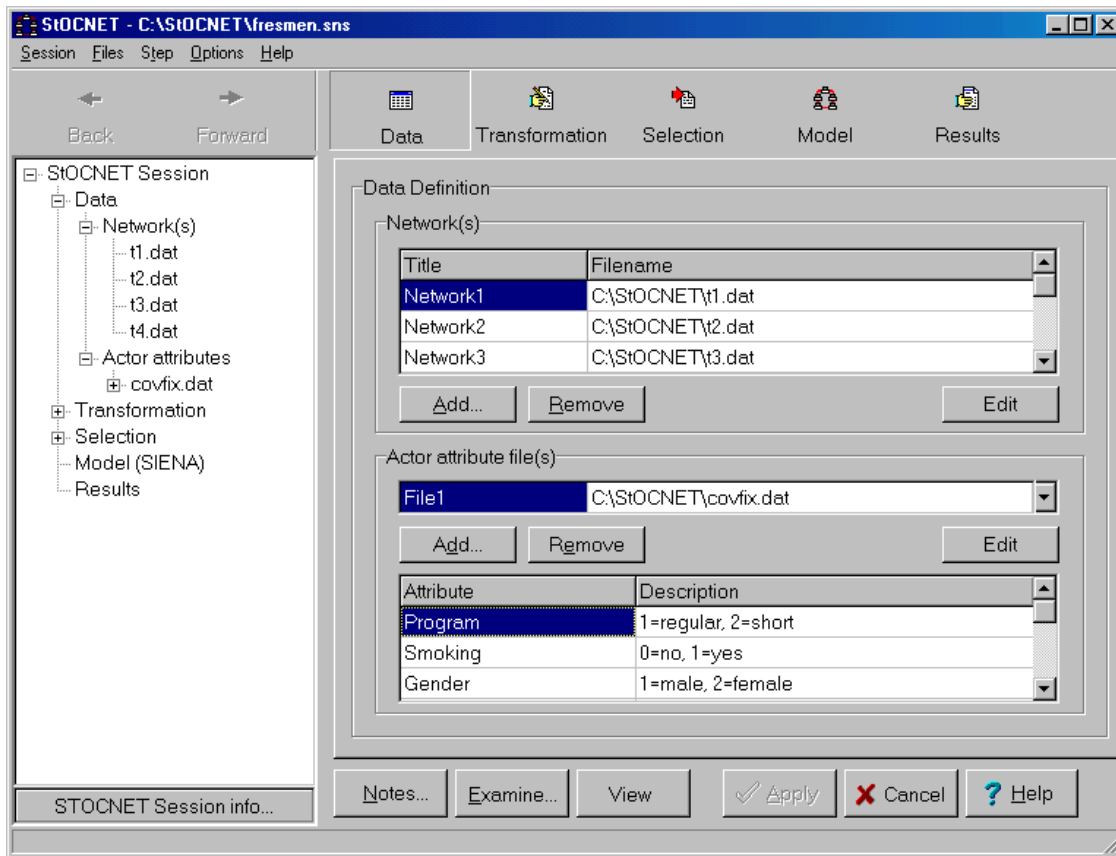 StOCNET - C:\StOCNET\fresmen.sns
Session Files Step Options Help
Back Forward
Data Transformation Selection Model Results
StOCNET Session
Data
Network(s)
t1.dat
t2.dat
t3.dat
t4.dat
Actor attributes
covfix.dat
Transformation
Selection
Model (SIENA)
Results
STOCNET Session info...
Data Definition
Network(s)
Title Filename
Network1 C:\StOCNET\t1.dat
Network2 C:\StOCNET\t2.dat
Network3 C:\StOCNET\t3.dat
Add... Remove Edit
Actor attribute file(s)
File1 C:\StOCNET\covfix.dat
Add... Remove Edit
Attribute Description
Program 1=regular, 2=short
Smoking 0=no, 1=yes
Gender 1=male, 2=female
Notes... Examine... View Apply Cancel Help